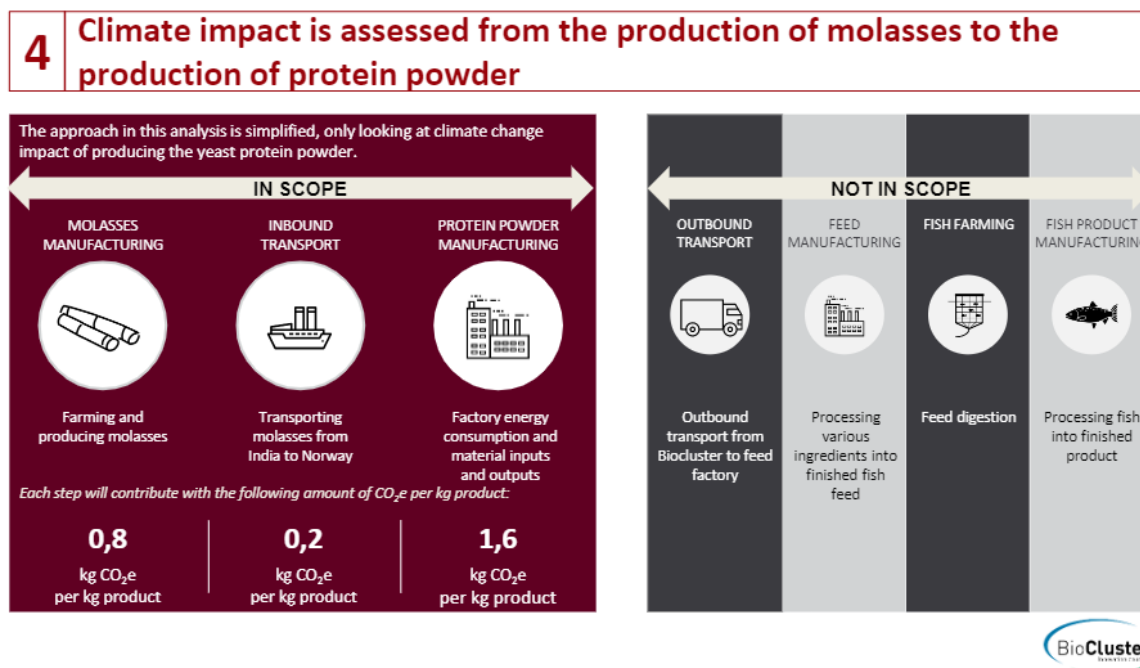 4
Climate impact is assessed from the production of molasses to the
production of protein powder
The approach in this analysis is simplified, only looking at climate change
impact of producing the yeast protein powder.
IN SCOPE
MOLASSES
MANUFACTURING
INBOUND
TRANSPORT
PROTEIN POWDER
MANUFACTURING
Farming and
producing molasses
Transporting
molasses from
India to Norway
Factory energy
consumption and
material inputs
and outputs
Each step will contribute with the following amount of CO₂e per kg product:
0,8
kg CO₂e
per kg product
0,2
kg CO₂e
per kg product
1,6
kg CO₂e
per kg product
NOT IN SCOPE
OUTBOUND
TRANSPORT
FEED
MANUFACTURING
FISH FARMING
FISH PRODUCT
MANUFACTURING
Outbound
transport from
Biocluster to feed
factory
Processing
various
ingredients into
finished fish
feed
Feed digestion
Processing fish
into finished
product
BioCluste